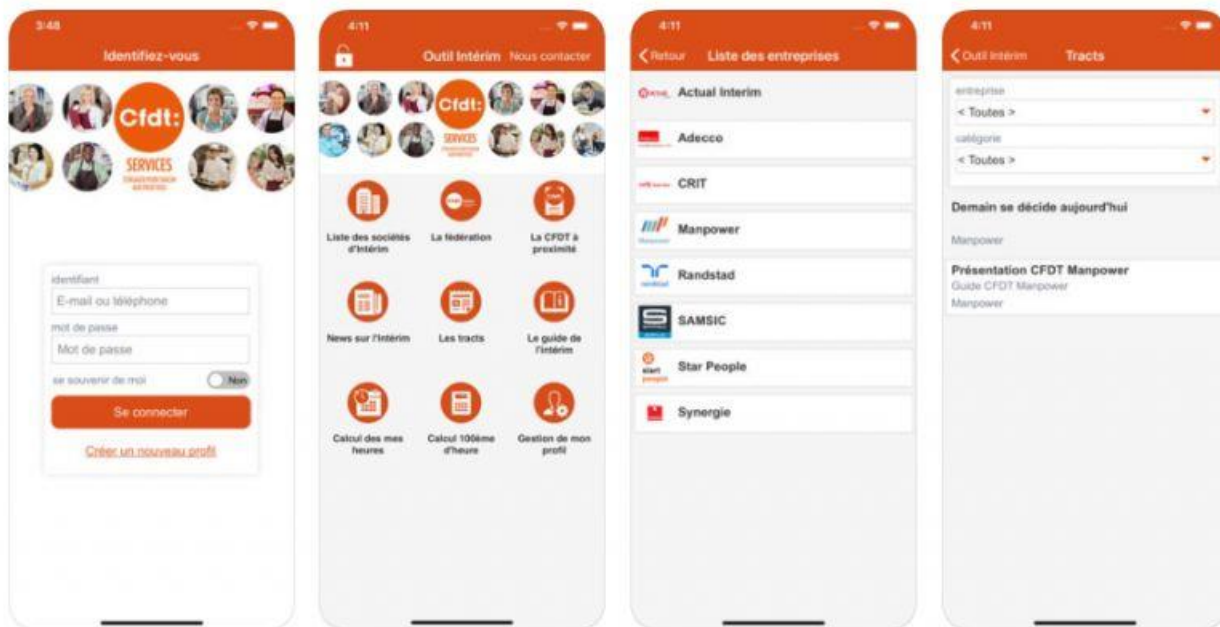 3:48
Identifiez-vous
Cfdt:
SERVICES
identifiant
E-mail ou téléphone
mot de passe
Mot de passe
se souvenir de moi
Non
Se connecter
Créer un nouveau profil
4:11
Outil Intérim
Nous contacter
Cfdt:
SERVICES
Liste des sociétés
d'Intérim
La fédération
La CFDT à
proximité
News sur l'Intérim
Les tracts
Le guide de
l'intérim
Calcul des mes
heures
Calcul 100ème
d'heure
Gestion de mon
profil
4:11
Retour
Liste des entreprises
Actual Interim
Adecco
CRIT
Manpower
Manpower
Randstad
randstad
SAMSIC
Star People
start
people
Synergie
4:11
Outil Intérim
Tracts
entreprise
< Toutes >
catégorie
< Toutes >
Demain se décide aujourd'hui
Manpower
Présentation CFDT Manpower
Guide CFDT Manpower
Manpower